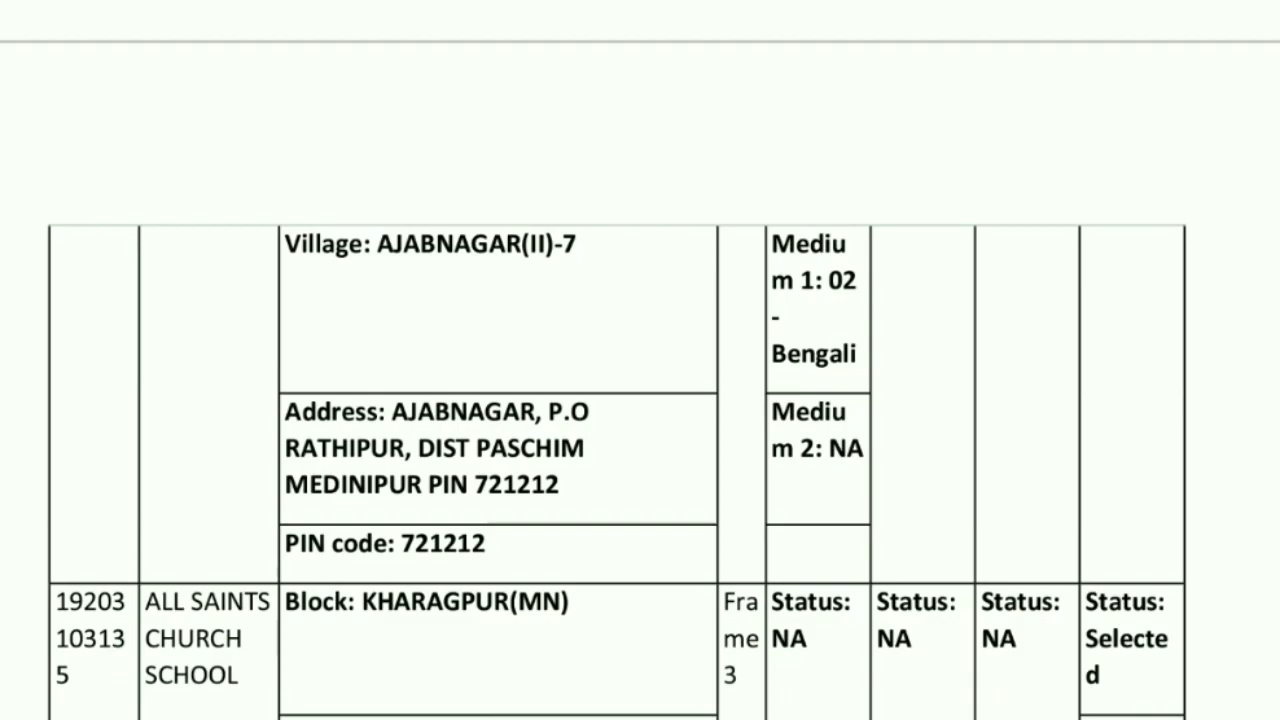 Village: AJABNAGAR(II)-7
Mediu
m 1: 02
-
Bengali
Address: AJABNAGAR, P.O
RATHIPUR, DIST PASCHIM
MEDINIPUR PIN 721212
Mediu
m 2: NA
PIN code: 721212
19203
10313
5
ALL SAINTS
CHURCH
SCHOOL
Block: KHARAGPUR(MN)
Fra
me
3
Status:
NA
Status:
NA
Status:
NA
Status:
Selecte
d